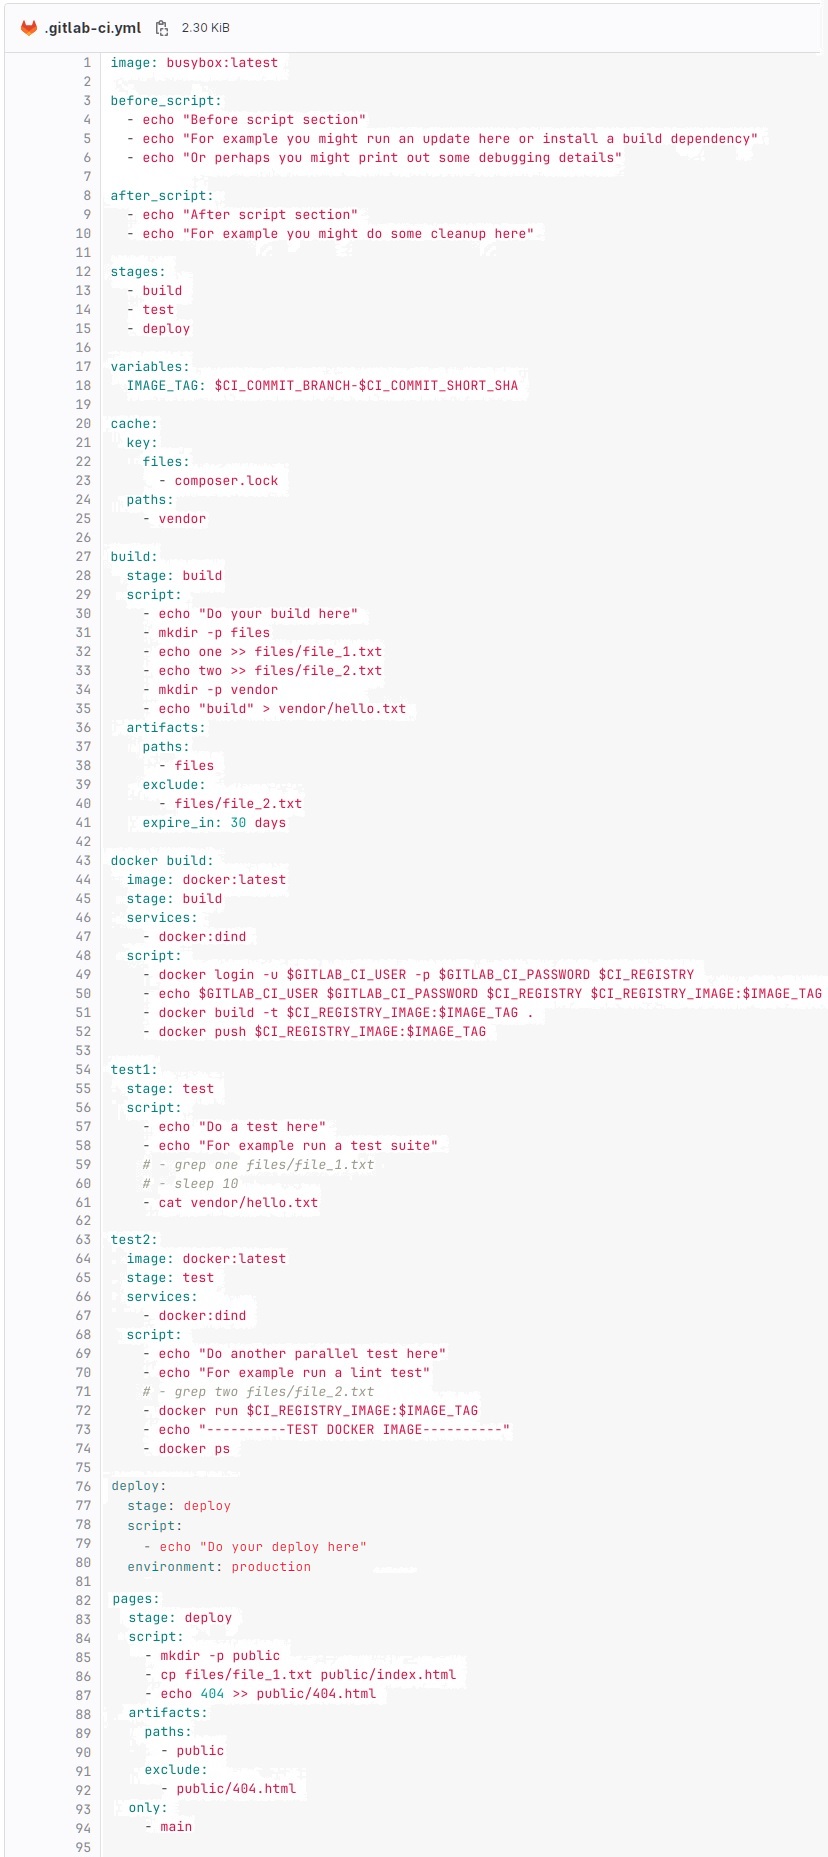 .gitlab-ci.yml 2.30 KiB
1 image: busybox:latest
2
3 before_script:
4   - echo "Before script section"
5   - echo "For example you might run an update here or install a build dependency"
6   - echo "Or perhaps you might print out some debugging details"
7
8 after_script:
9   - echo "After script section"
10   - echo "For example you might do some cleanup here"
11
12 stages:
13   - build
14   - test
15   - deploy
16
17 variables:
18   IMAGE_TAG: $CI_COMMIT_BRANCH-$CI_COMMIT_SHORT_SHA
19
20 cache:
21   key:
22     files:
23       - composer.lock
24   paths:
25     - vendor
26
27 build:
28   stage: build
29   script:
30     - echo "Do your build here"
31     - mkdir -p files
32     - echo one >> files/file_1.txt
33     - echo two >> files/file_2.txt
34     - mkdir -p vendor
35     - echo "build" > vendor/hello.txt
36   artifacts:
37     paths:
38       - files
39     exclude:
40       - files/file_2.txt
41     expire_in: 30 days
42
43 docker build:
44   image: docker:latest
45   stage: build
46   services:
47     - docker:dind
48   script:
49     - docker login -u $GITLAB_CI_USER -p $GITLAB_CI_PASSWORD $CI_REGISTRY
50     - echo $GITLAB_CI_USER $GITLAB_CI_PASSWORD $CI_REGISTRY $CI_REGISTRY_IMAGE:$IMAGE_TAG
51     - docker build -t $CI_REGISTRY_IMAGE:$IMAGE_TAG .
52     - docker push $CI_REGISTRY_IMAGE:$IMAGE_TAG
53
54 test1:
55   stage: test
56   script:
57     - echo "Do a test here"
58     - echo "For example run a test suite"
59     # - grep one files/file_1.txt
60     # - sleep 10
61     - cat vendor/hello.txt
62
63 test2:
64   image: docker:latest
65   stage: test
66   services:
67     - docker:dind
68   script:
69     - echo "Do another parallel test here"
70     - echo "For example run a lint test"
71     # - grep two files/file_2.txt
72     - docker run $CI_REGISTRY_IMAGE:$IMAGE_TAG
73     - echo "----------TEST DOCKER IMAGE----------"
74     - docker ps
75
76 deploy:
77   stage: deploy
78   script:
79     - echo "Do your deploy here"
80   environment: production
81
82 pages:
83   stage: deploy
84   script:
85     - mkdir -p public
86     - cp files/file_1.txt public/index.html
87     - echo 404 >> public/404.html
88   artifacts:
89     paths:
90       - public
91     exclude:
92       - public/404.html
93   only:
94     - main
95